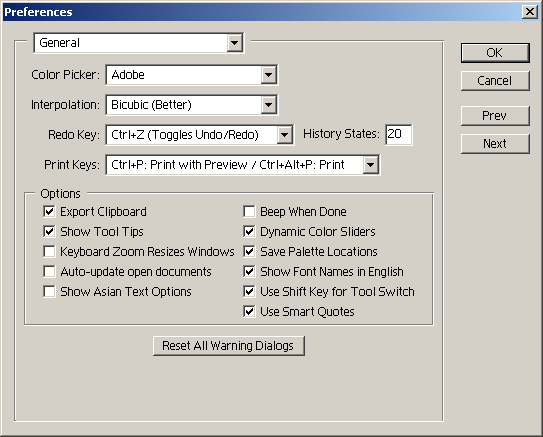 Preferences
General
OK
Color Picker: Adobe
Cancel
Interpolation: Bicubic (Better)
Prev
Redo Key: Ctrl+Z (Toggles Undo/Redo) History States: 20
Next
Print Keys: Ctrl+P: Print with Preview / Ctrl+Alt+P: Print
Options
Export Clipboard
Show Tool Tips
Keyboard Zoom Resizes Windows
Auto-update open documents
Show Asian Text Options
Beep When Done
Dynamic Color Sliders
Save Palette Locations
Show Font Names in English
Use Shift Key for Tool Switch
Use Smart Quotes
Reset All Warning Dialogs